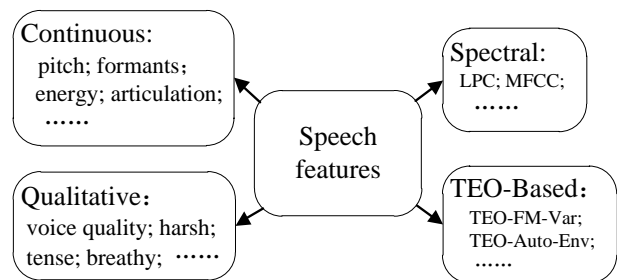 Continuous:
pitch; formants；
energy; articulation;
……
Spectral:
LPC; MFCC;
……
Speech
features
Qualitative：
voice quality; harsh;
tense; breathy; ……
TEO-Based：
TEO-FM-Var;
TEO-Auto-Env;
……